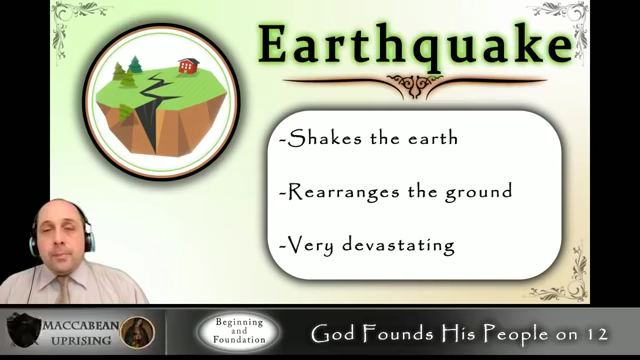 Earthquake
-Shakes the earth
-Rearranges the ground
-Very devastating
MACCABEAN
UPRISING
Beginning
and
Foundation
God Founds His People on 12